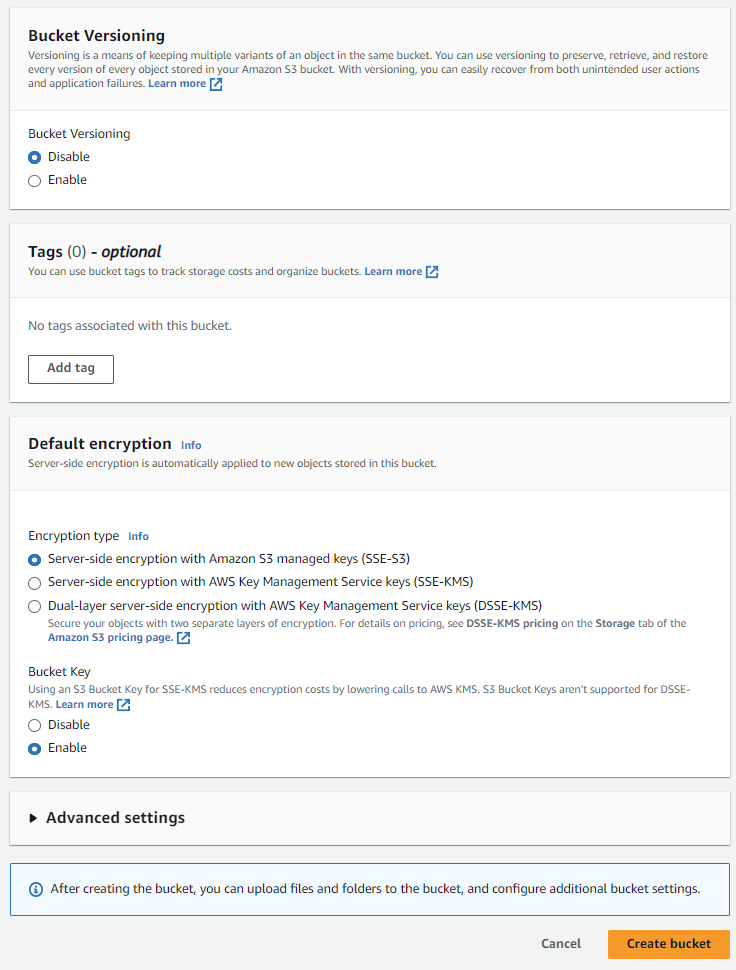 Bucket Versioning
Versioning is a means of keeping multiple variants of an object in the same bucket. You can use versioning to preserve, retrieve, and restore
every version of every object stored in your Amazon S3 bucket. With versioning, you can easily recover from both unintended user actions
and application failures. Learn more
Bucket Versioning
Disable
Enable
Tags (0) - optional
You can use bucket tags to track storage costs and organize buckets. Learn more
No tags associated with this bucket.
Add tag
Default encryption Info
Server-side encryption is automatically applied to new objects stored in this bucket.
Encryption type Info
Server-side encryption with Amazon S3 managed keys (SSE-S3)
Server-side encryption with AWS Key Management Service keys (SSE-KMS)
Dual-layer server-side encryption with AWS Key Management Service keys (DSSE-KMS)
Secure your objects with two separate layers of encryption. For details on pricing, see DSSE-KMS pricing on the Storage tab of the
Amazon S3 pricing page.
Bucket Key
Using an S3 Bucket Key for SSE-KMS reduces encryption costs by lowering calls to AWS KMS. S3 Bucket Keys aren't supported for DSSE-
KMS. Learn more
Disable
Enable
Advanced settings
After creating the bucket, you can upload files and folders to the bucket, and configure additional bucket settings.
Cancel Create bucket